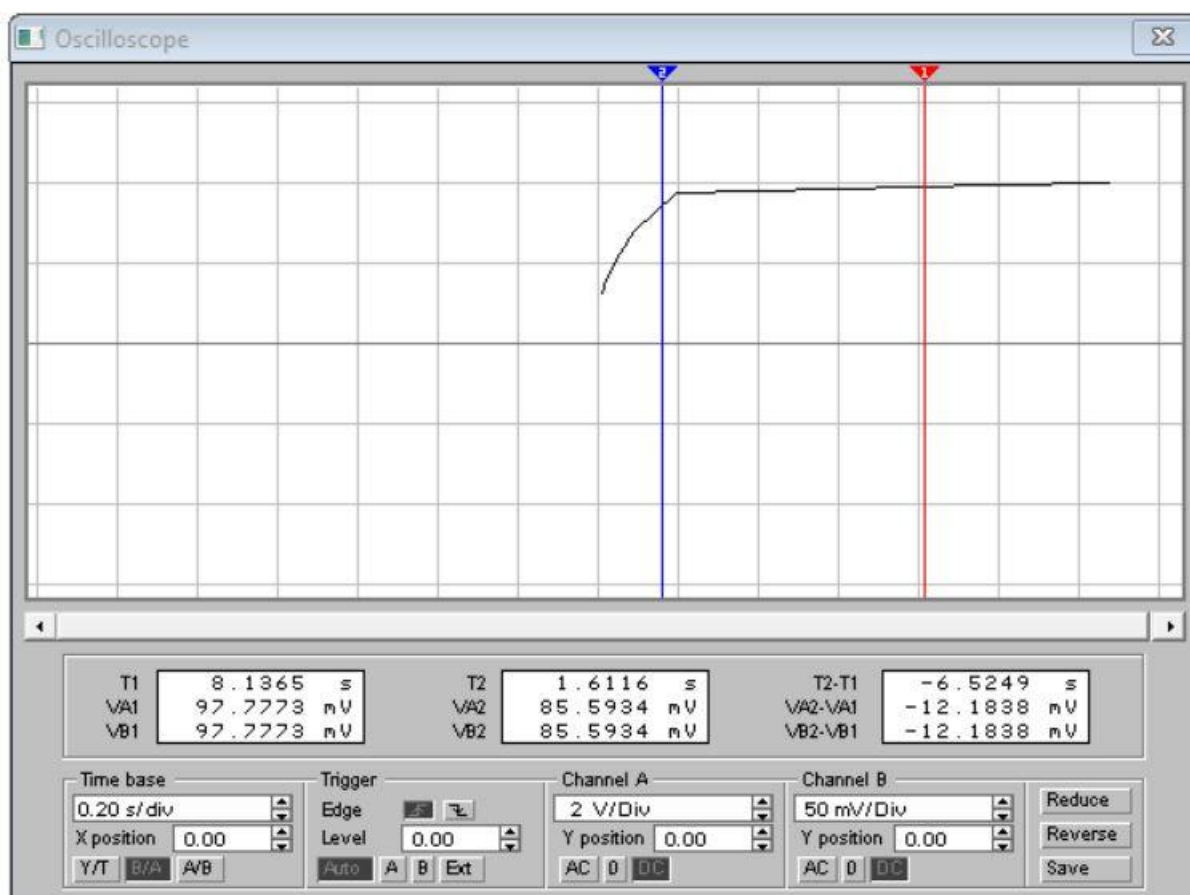 Oscilloscope
2 1
T1 8.1365 s T2 1.6116 s T2-T1 -6.5249 s
VA1 97.7773 mV VA2 85.5934 mV VA2-VA1 -12.1838 mV
VB1 97.7773 mV VB2 85.5934 mV VB2-VB1 -12.1838 mV
Time base Trigger Channel A Channel B
0.20 s/div Edge 2 V/Div 50 mV/Div Reduce
X position 0.00 Level 0.00 Y position 0.00 Y position 0.00 Reverse
Y/T B/A A/B Auto A B Ext AC 0 DC AC 0 DC Save